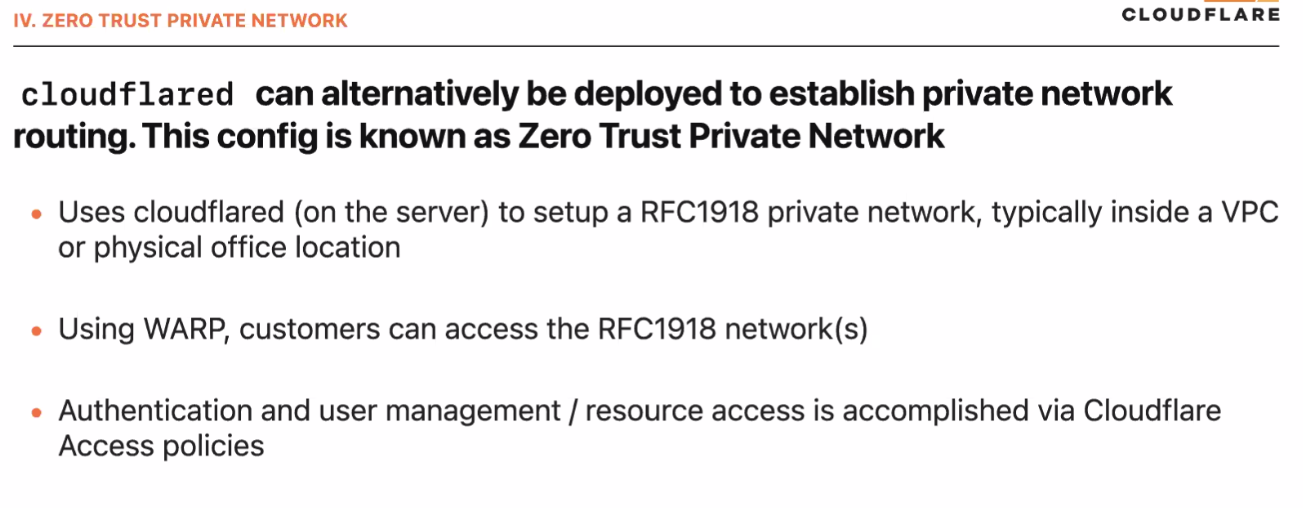 IV. ZERO TRUST PRIVATE NETWORK
CLOUDFLARE
cloudflared can alternatively be deployed to establish private network
routing. This config is known as Zero Trust Private Network
• Uses cloudflared (on the server) to setup a RFC1918 private network, typically inside a VPC
or physical office location
• Using WARP, customers can access the RFC1918 network(s)
• Authentication and user management / resource access is accomplished via Cloudflare
Access policies